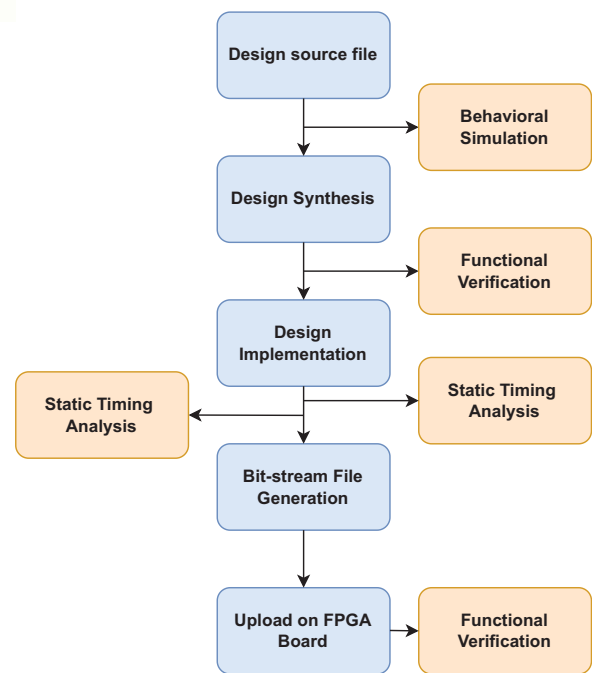 Design source file
Behavioral
Simulation
Design Synthesis
Functional
Verification
Design
Implementation
Static Timing
Analysis
Static Timing
Analysis
Bit-stream File
Generation
Upload on FPGA
Board
Functional
Verification